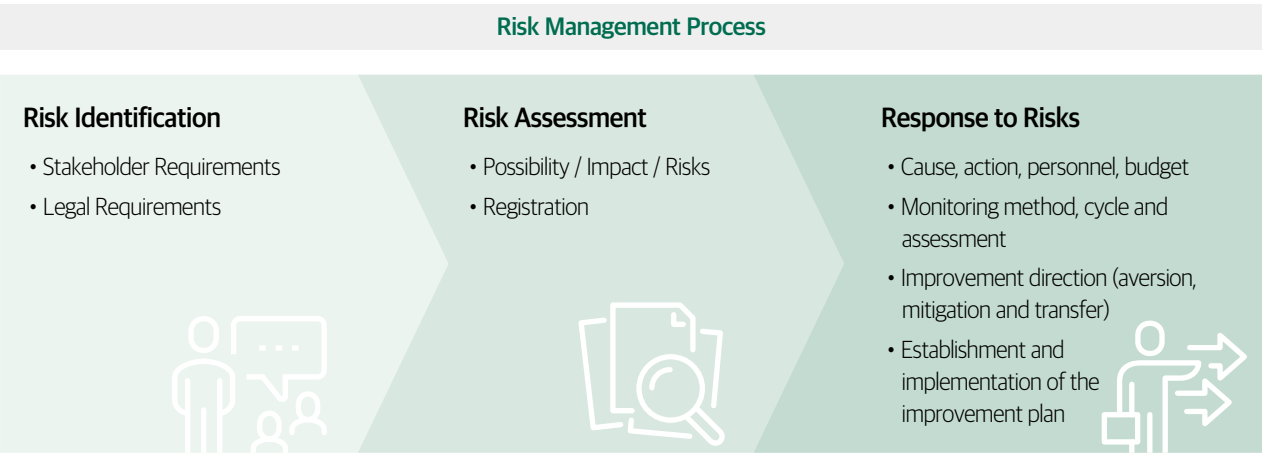 Risk Management Process
Risk Identification
• Stakeholder Requirements
• Legal Requirements
Risk Assessment
• Possibility / Impact / Risks
• Registration
Response to Risks
• Cause, action, personnel, budget
• Monitoring method, cycle and
assessment
• Improvement direction (aversion,
mitigation and transfer)
• Establishment and
implementation of the
improvement plan